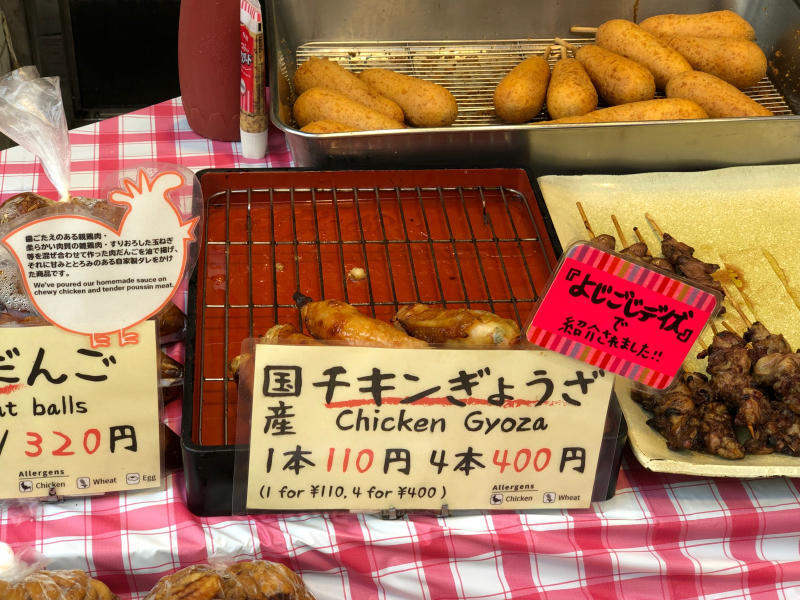 歯ごたえのある親鶏肉・
柔らかい肉質の親鶏肉・すりおろした玉ねぎ
等を混ぜ合わせて作った肉だんごを油で揚げ、
それに甘みととろみのある自家製ダレをかけ
た商品です。
We've poured our homemade sauce on
chewy chicken and tender poussin meat.
だんご
at balls
320円
Allergens
Chicken Wheat Egg
国産 チキンぎょうざ
Chicken Gyoza
1本110円 4本400円
(1 for ¥110, 4 for ¥400)
Allergens
Chicken Wheat
『よじごじデイズ』
で
紹介されました!!